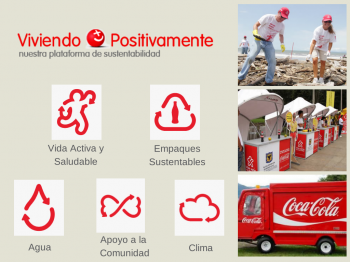 Viviendo Positivamente
nuestra plataforma de sustentabilidad
Vida Activa y
Saludable
Empaques
Sustentables
Agua
Apoyo a la
Comunidad
Clima
Coca-Cola